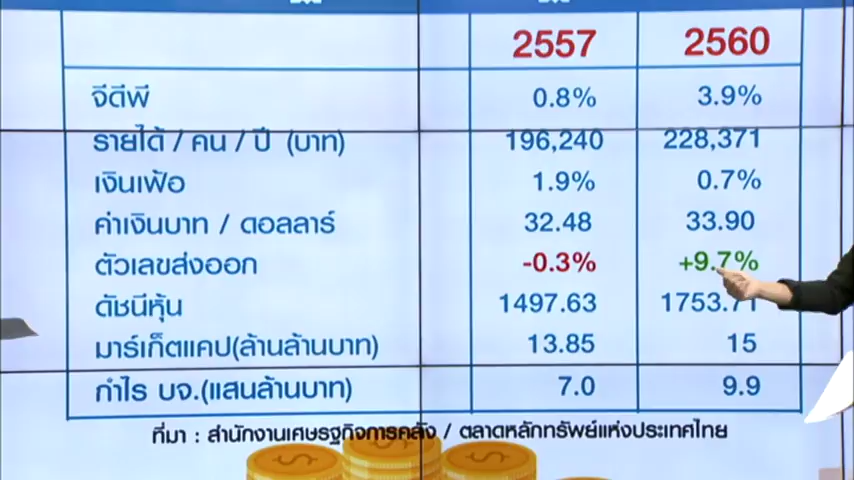 2557 2560
จีดีพี 0.8% 3.9%
รายได้ / คน / ปี (บาท) 196,240 228,371
เงินเฟ้อ 1.9% 0.7%
ค่าเงินบาท / ดอลลาร์ 32.48 33.90
ตัวเลขส่งออก -0.3% +9.7%
ดัชนีหุ้น 1497.63 1753.71
มาร์เก็ตแคป(ล้านล้านบาท) 13.85 15
กำไร บจ.(แสนล้านบาท) 7.0 9.9
ที่มา : สำนักงานเศรษฐกิจการคลัง / ตลาดหลักทรัพย์แห่งประเทศไทย